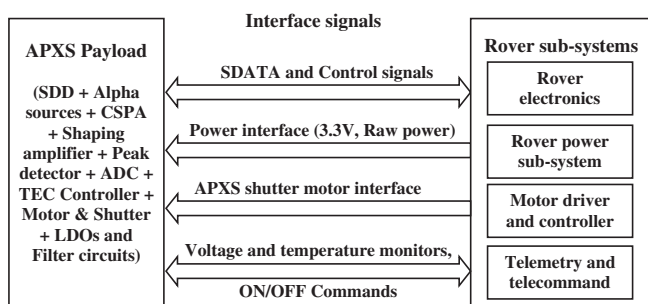 Interface signals
APXS Payload
(SDD + Alpha
sources + CSPA
+ Shaping
amplifier + Peak
detector + ADC +
TEC Controller +
Motor & Shutter
+ LDOs and
Filter circuits)
SDATA and Control signals
Power interface (3.3V, Raw power)
APXS shutter motor interface
Voltage and temperature monitors,
ON/OFF Commands
Rover sub-systems
Rover
electronics
Rover power
sub-system
Motor driver
and controller
Telemetry and
telecommand